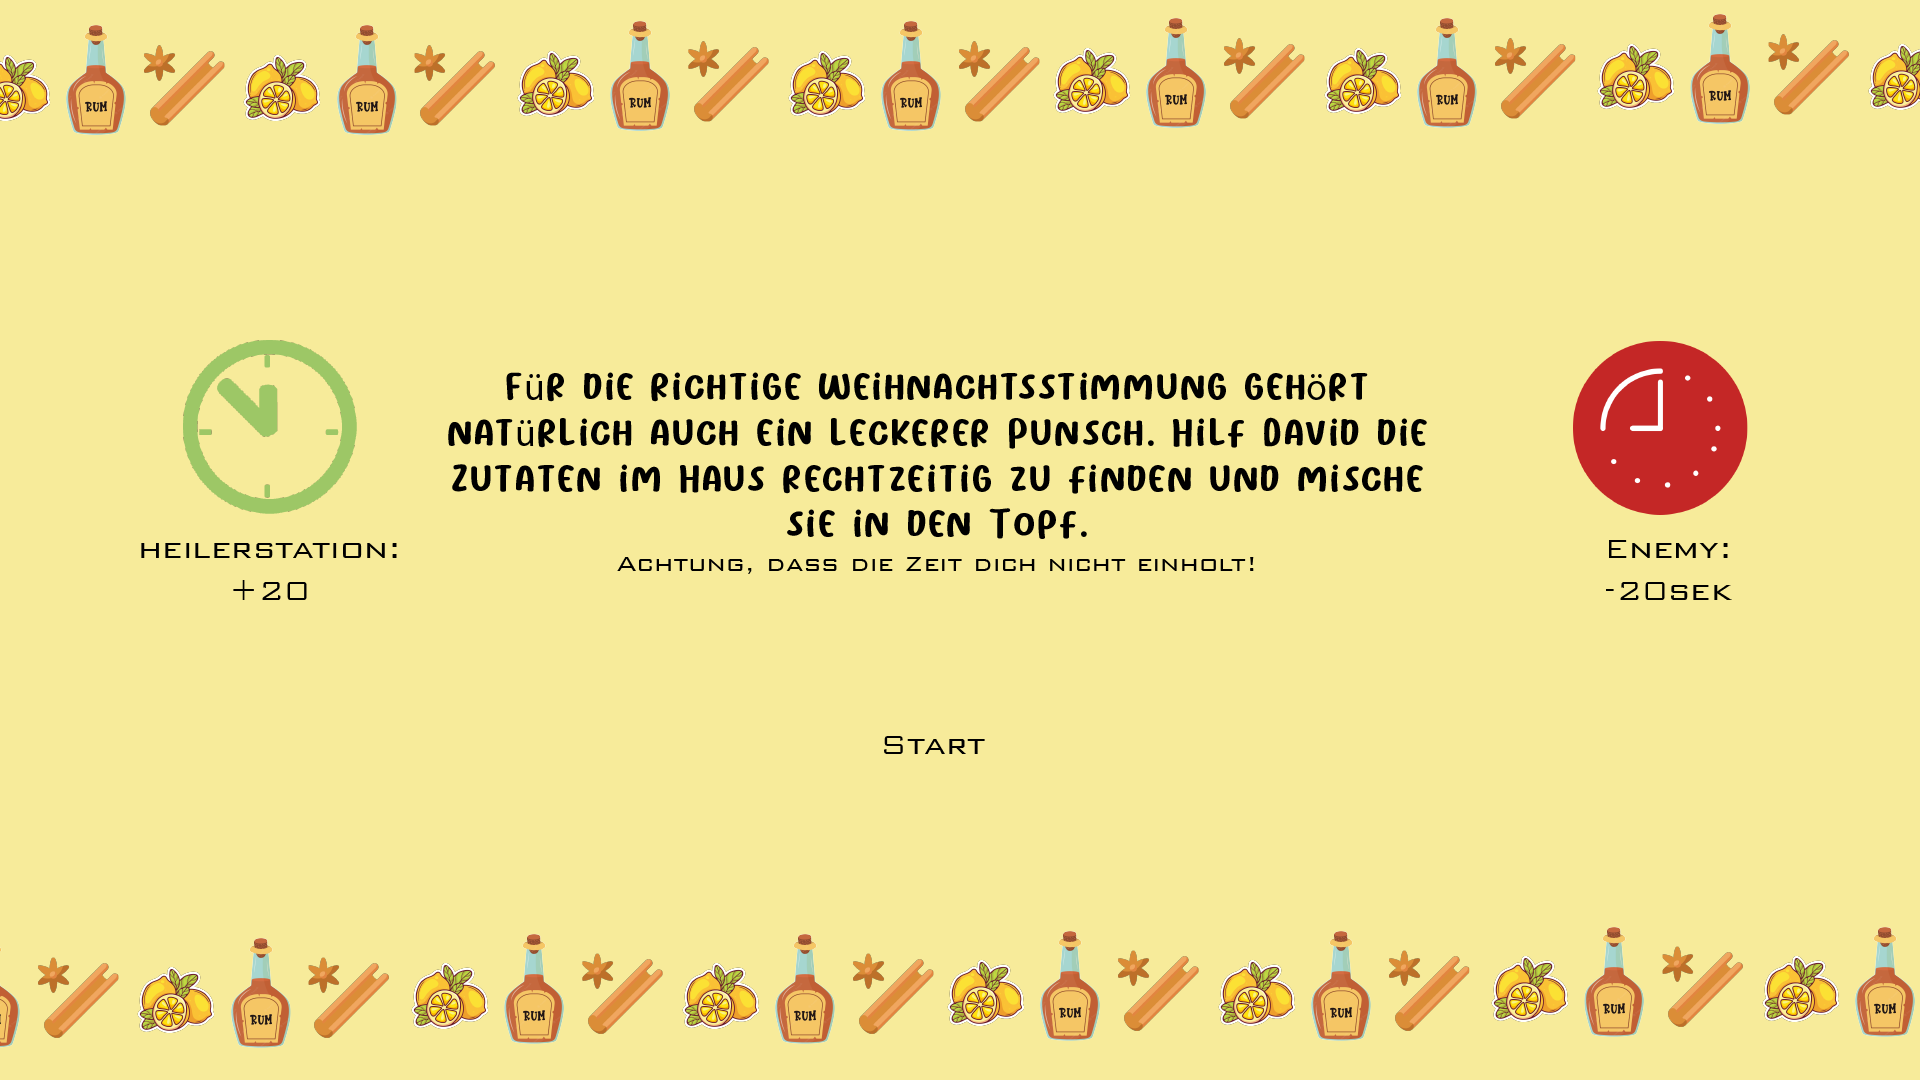 RUM RUM RUM RUM RUM RUM RUM
FüR DiE RiCHTiGE WEiHNACHTSSTiMMUNG GEHöRT
NATüRLiCH AUCH EiN LECKERER PUNSCH. HiLf DAViD DiE
ZUTATEN iM HAUS RECHTZEiTiG ZU fiNDEN UND MiSCHE
SiE iN DEN TOPf.
Achtung, dass die Zeit dich nicht einholt!
heilerstation:
+20
Enemy:
-20sek
Start
RUM RUM RUM RUM RUM RUM RUM